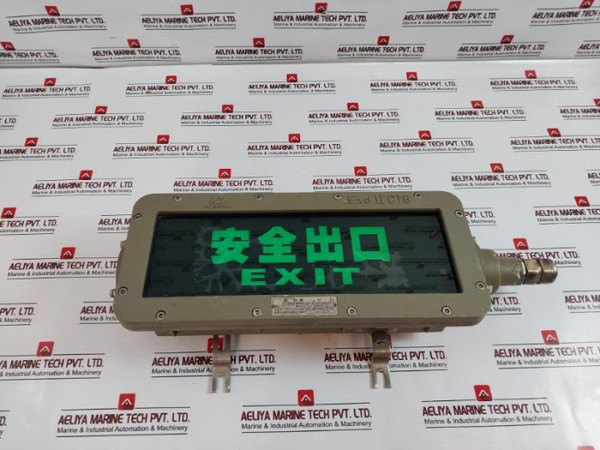 AELIYA MARINE TECH PVT. LTD.
Marine & Industrial Automation & Machinery
Exd II CT6
安全出口
EXIT